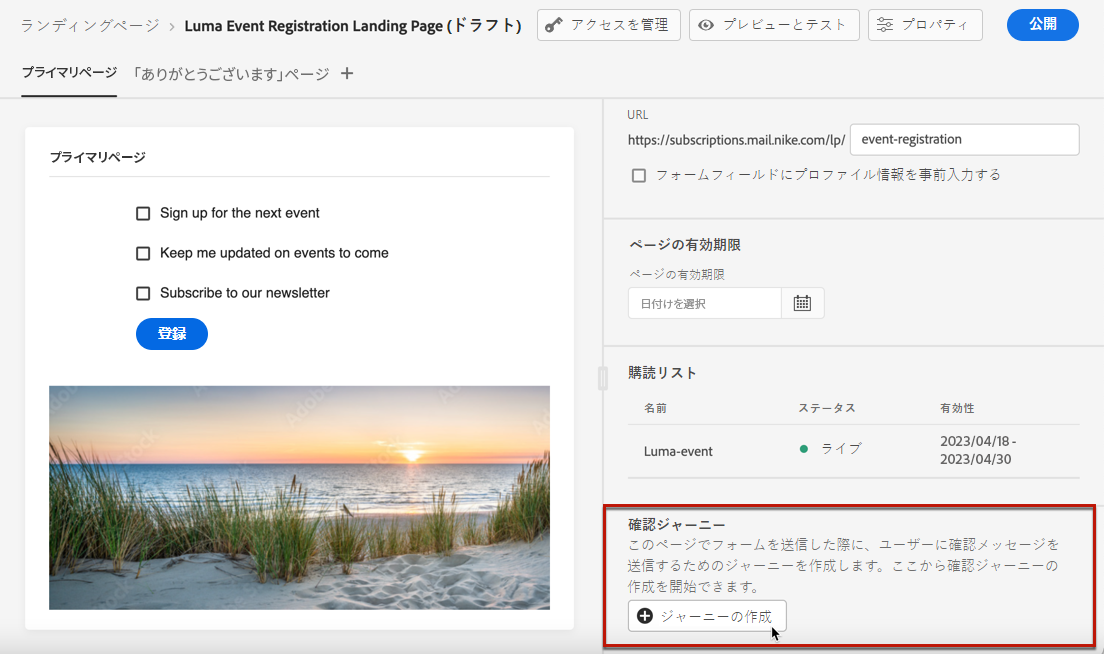 ランディングページ › Luma Event Registration Landing Page (ドラフト) アクセスを管理 プレビューとテスト プロパティ 公開
プライマリページ 「ありがとうございます」ページ +
プライマリページ
Sign up for the next event
Keep me updated on events to come
Subscribe to our newsletter
登録
URL
https://subscriptions.mail.nike.com/lp/ event-registration
フォームフィールドにプロファイル情報を事前入力する
ページの有効期限
ページの有効期限
日付けを選択
購読リスト
名前 ステータス 有効性
Luma-event ライブ 2023/04/18 -
2023/04/30
確認ジャーニー
このページでフォームを送信した際に、ユーザーに確認メッセージを
送信するためのジャーニーを作成します。ここから確認ジャーニーの
作成を開始できます。
ジャーニーの作成